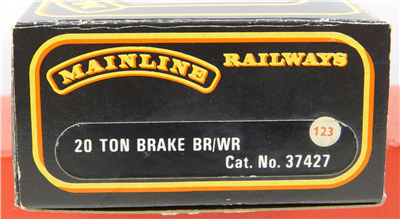 MAINLINE RAILWAYS
20 TON BRAKE BR/WR
123
Cat. No. 37427